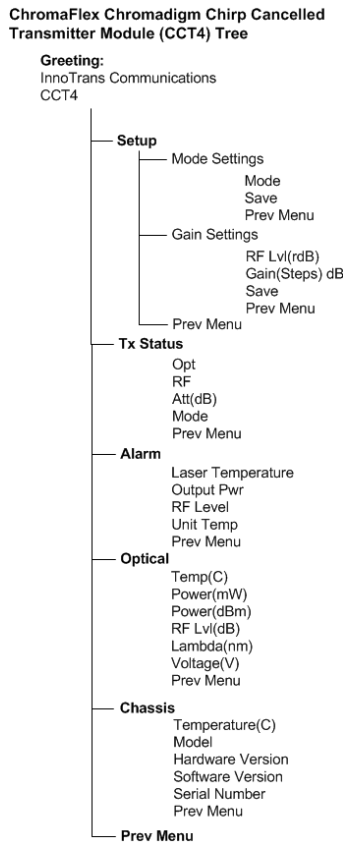 ChromaFlex Chromadigm Chirp Cancelled
Transmitter Module (CCT4) Tree
Greeting:
InnoTrans Communications
CCT4
Setup
Mode Settings
Mode
Save
Prev Menu
Gain Settings
RF Lvl(rdB)
Gain(Steps) dB
Save
Prev Menu
Prev Menu
Tx Status
Opt
RF
Att(dB)
Mode
Prev Menu
Alarm
Laser Temperature
Output Pwr
RF Level
Unit Temp
Prev Menu
Optical
Temp(C)
Power(mW)
Power(dBm)
RF Lvl(dB)
Lambda(nm)
Voltage(V)
Prev Menu
Chassis
Temperature(C)
Model
Hardware Version
Software Version
Serial Number
Prev Menu
Prev Menu